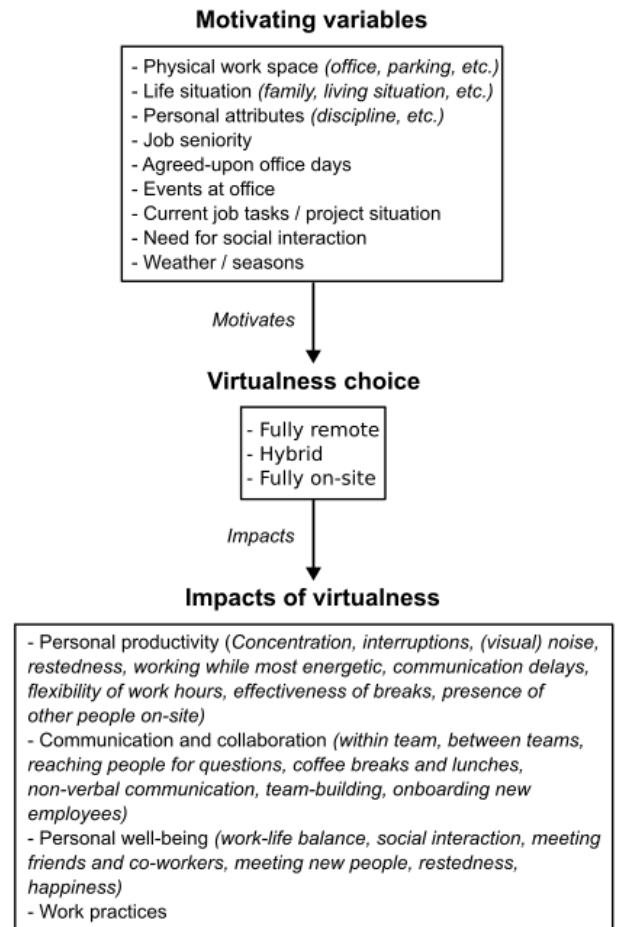 Motivating variables
- Physical work space (office, parking, etc.)
- Life situation (family, living situation, etc.)
- Personal attributes (discipline, etc.)
- Job seniority
- Agreed-upon office days
- Events at office
- Current job tasks / project situation
- Need for social interaction
- Weather / seasons
Motivates
Virtualness choice
- Fully remote
- Hybrid
- Fully on-site
Impacts
Impacts of virtualness
- Personal productivity (Concentration, interruptions, (visual) noise,
restedness, working while most energetic, communication delays,
flexibility of work hours, effectiveness of breaks, presence of
other people on-site)
- Communication and collaboration (within team, between teams,
reaching people for questions, coffee breaks and lunches,
non-verbal communication, team-building, onboarding new
employees)
- Personal well-being (work-life balance, social interaction, meeting
friends and co-workers, meeting new people, restedness,
happiness)
- Work practices